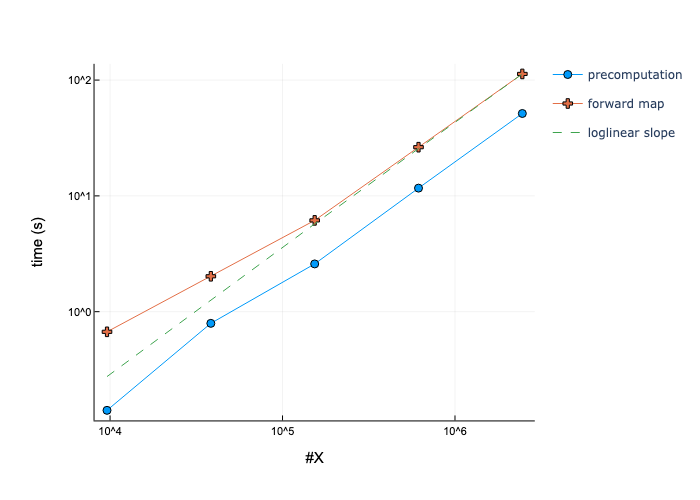 10^2
10^1
10^0
time (s)
10^4
10^5
10^6
#X
precomputation
forward map
loglinear slope